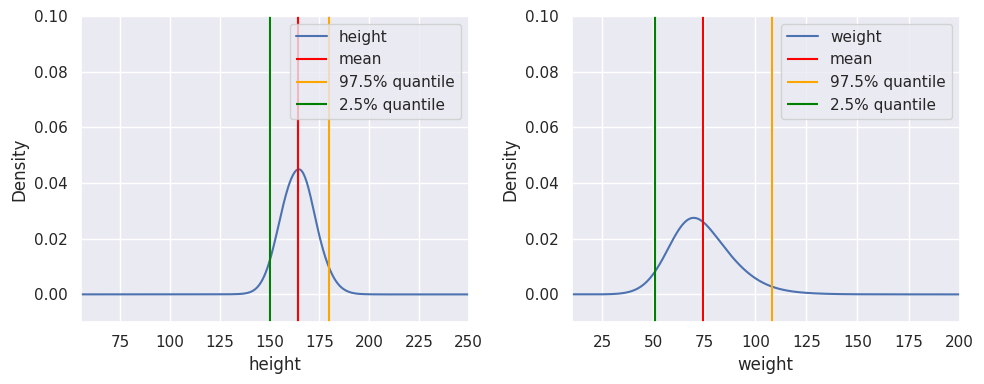 0.10
0.08
0.06
0.04
0.02
0.00
Density
75 100 125 150 175 200 225 250
height
height
mean
97.5% quantile
2.5% quantile
0.10
0.08
0.06
0.04
0.02
0.00
Density
25 50 75 100 125 150 175 200
weight
weight
mean
97.5% quantile
2.5% quantile